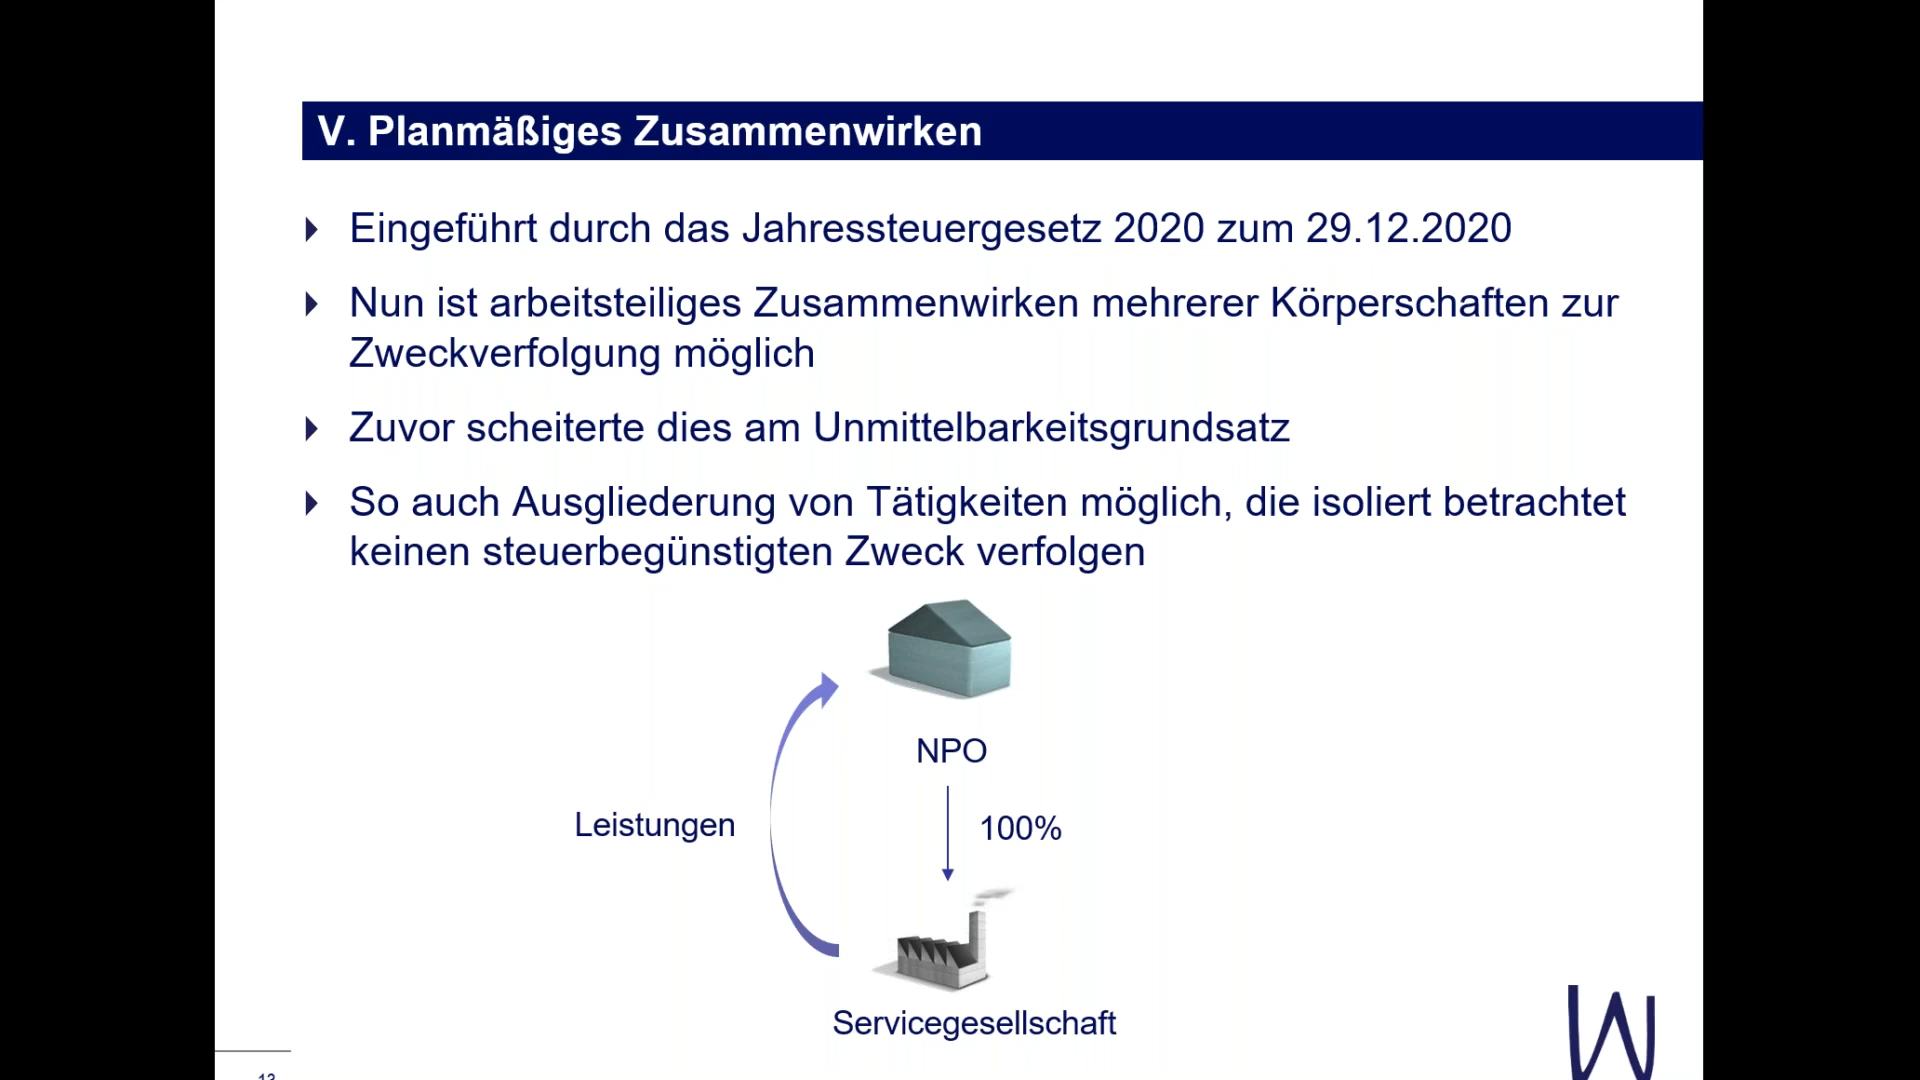 V. Planmäßiges Zusammenwirken
Eingeführt durch das Jahressteuergesetz 2020 zum 29.12.2020
Nun ist arbeitsteiliges Zusammenwirken mehrerer Körperschaften zur
Zweckverfolgung möglich
Zuvor scheiterte dies am Unmittelbarkeitsgrundsatz
So auch Ausgliederung von Tätigkeiten möglich, die isoliert betrachtet
keinen steuerbegünstigten Zweck verfolgen
NPO
Leistungen
100%
Servicegesellschaft
W